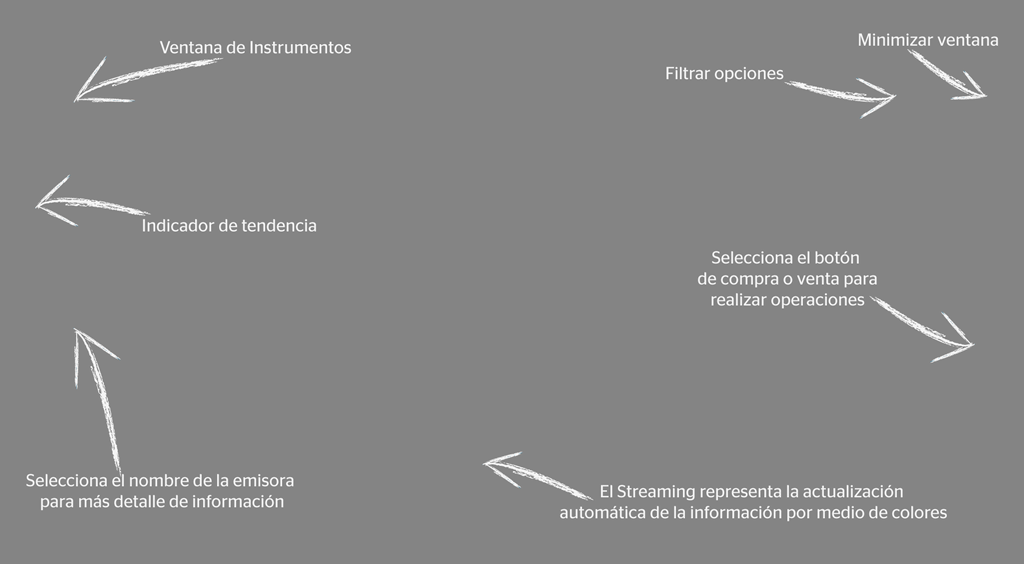 Ventana de Instrumentos
Minimizar ventana
Filtrar opciones
Indicador de tendencia
Selecciona el botón
de compra o venta para
realizar operaciones
Selecciona el nombre de la emisora
para más detalle de información
El Streaming representa la actualización
automática de la información por medio de colores